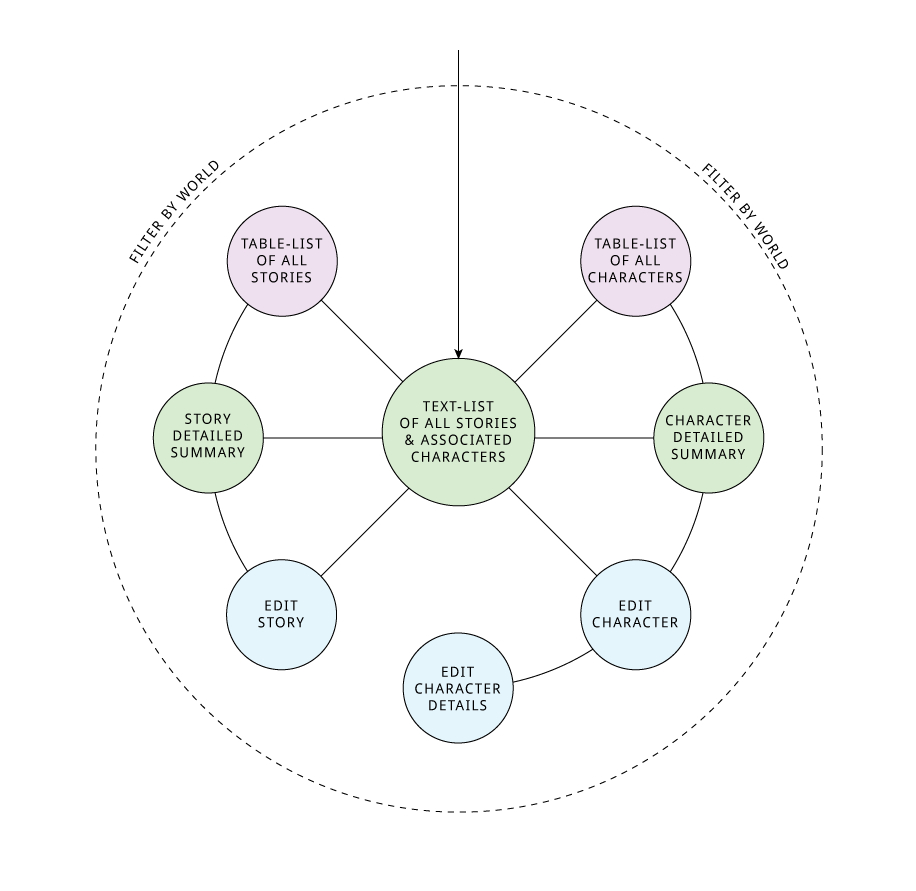 FILTER BY WORLD
FILTER BY WORLD
TABLE-LIST
OF ALL
STORIES
TABLE-LIST
OF ALL
CHARACTERS
STORY
DETAILED
SUMMARY
TEXT-LIST
OF ALL STORIES
& ASSOCIATED
CHARACTERS
CHARACTER
DETAILED
SUMMARY
EDIT
STORY
EDIT
CHARACTER
EDIT
CHARACTER
DETAILS